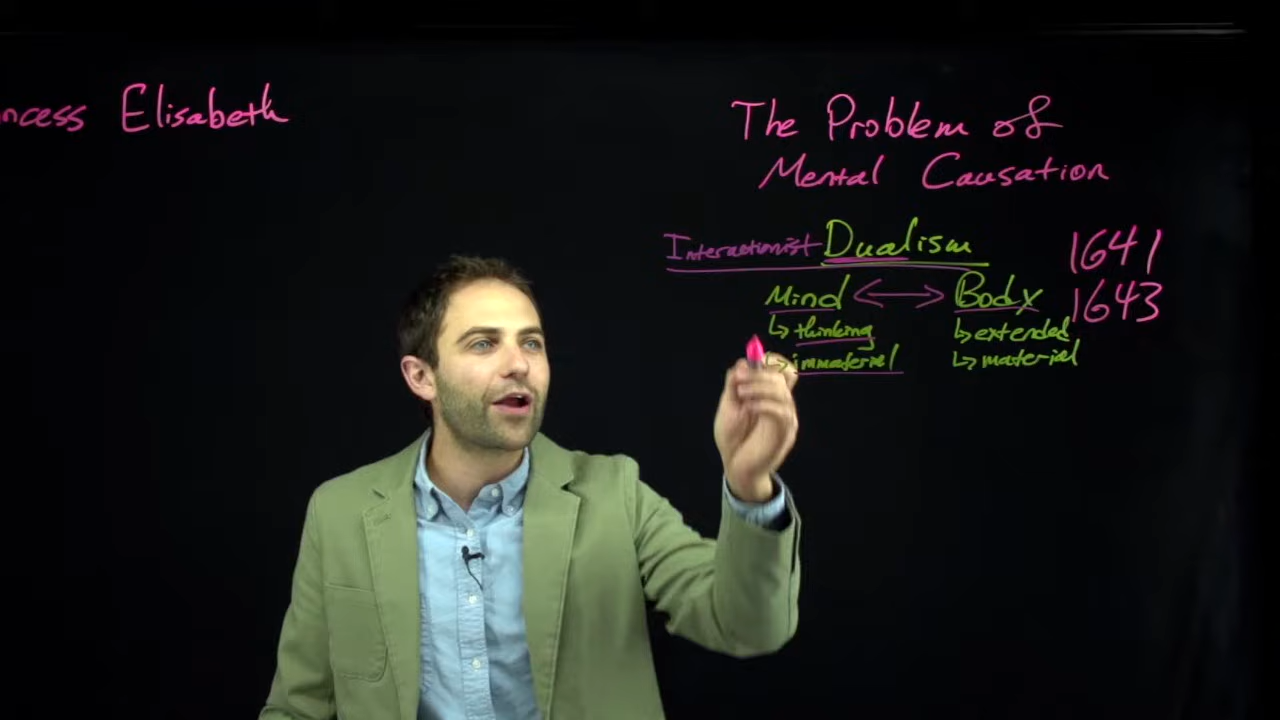 ncess Elisabeth
The Problem of
Mental Causation
Interactionist Dualism
1641
Mind ↔ Body
1643
↳ thinking
↳ extended
↳ immaterial
↳ material